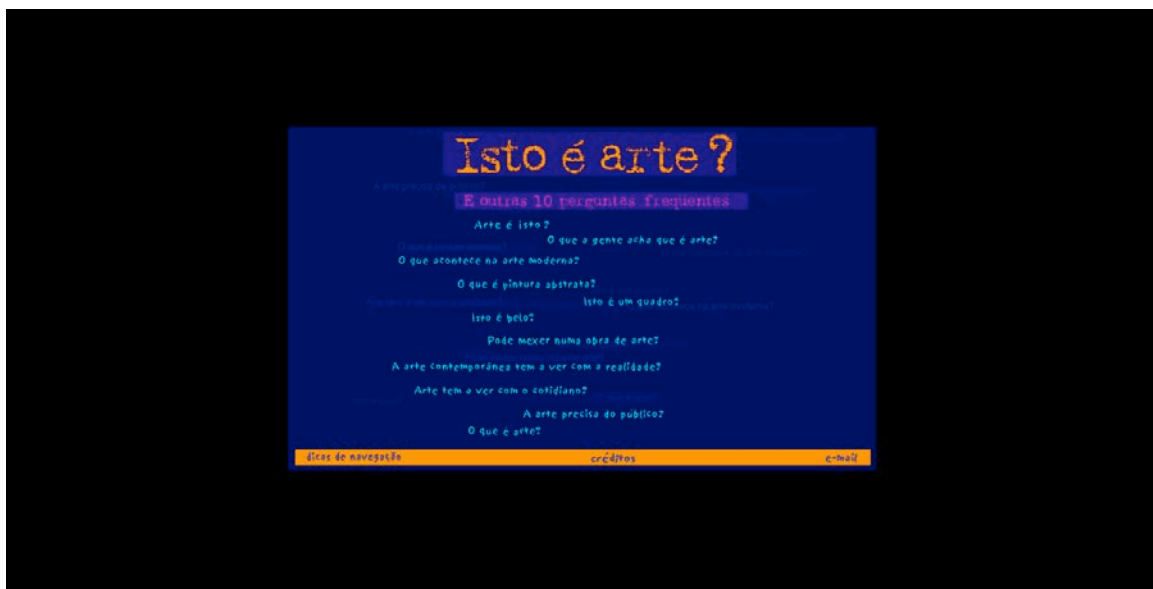 Isto é arte?
E outras 10 perguntas frequentes
Arte é isto?
O que a gente acha que é arte?
O que acontece na arte moderna?
O que é pintura abstrata?
Isto é um quadro?
Isto é belo?
Pode mexer numa obra de arte?
A arte contemporânea tem a ver com a realidade?
Arte tem a ver com o cotidiano?
A arte precisa do público?
O que é arte?
dicas de navegação créditos e-mail